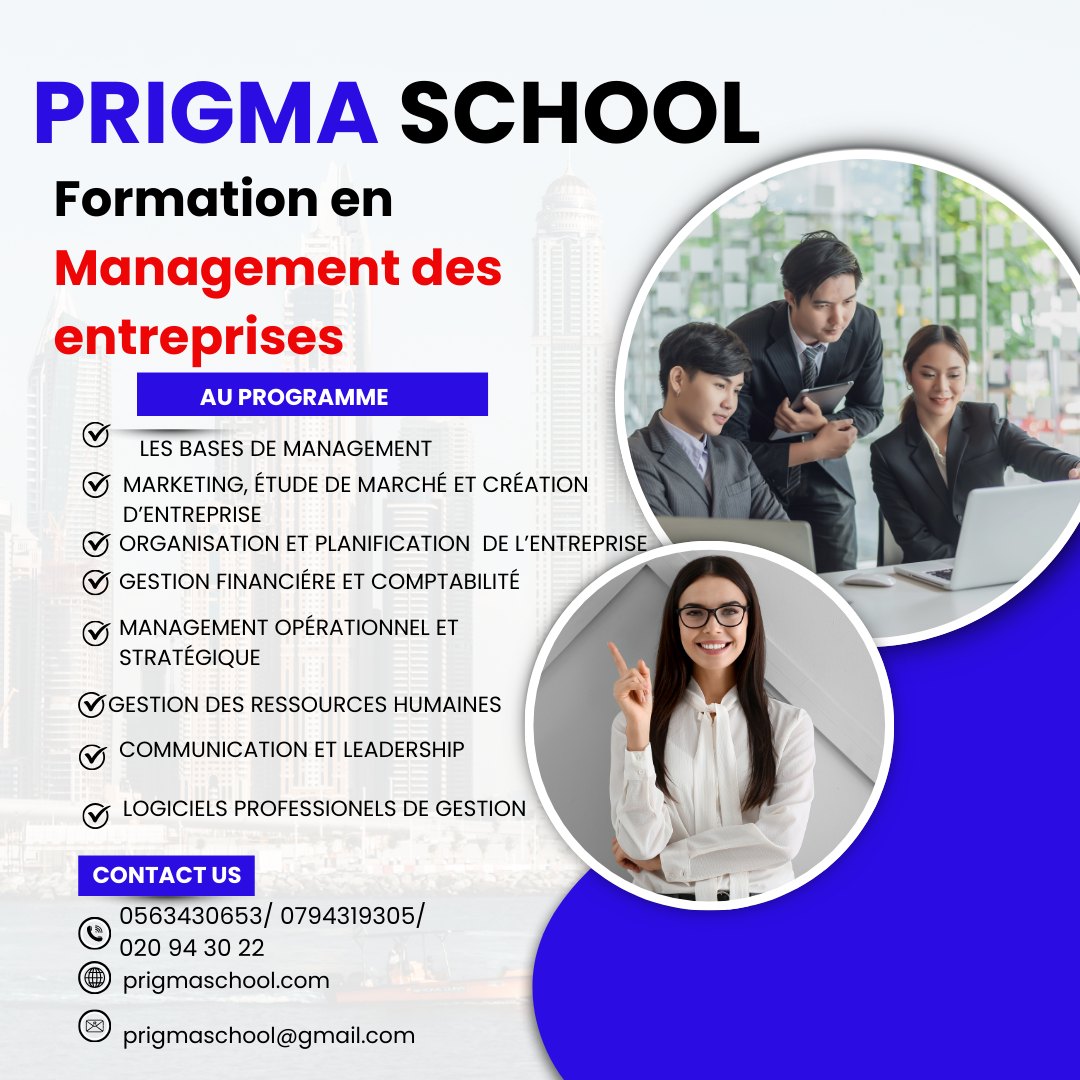 PRIGMA SCHOOL
Formation en
Management des
entreprises
AU PROGRAMME
LES BASES DE MANAGEMENT
MARKETING, ÉTUDE DE MARCHÉ ET CRÉATION
D’ENTREPRISE
ORGANISATION ET PLANIFICATION DE L’ENTREPRISE
GESTION FINANCIÉRE ET COMPTABILITÉ
MANAGEMENT OPÉRATIONNEL ET
STRATÉGIQUE
GESTION DES RESSOURCES HUMAINES
COMMUNICATION ET LEADERSHIP
LOGICIELS PROFESSIONELS DE GESTION
CONTACT US
0563430653/ 0794319305/
020 94 30 22
prigmaschool.com
prigmaschool@gmail.com